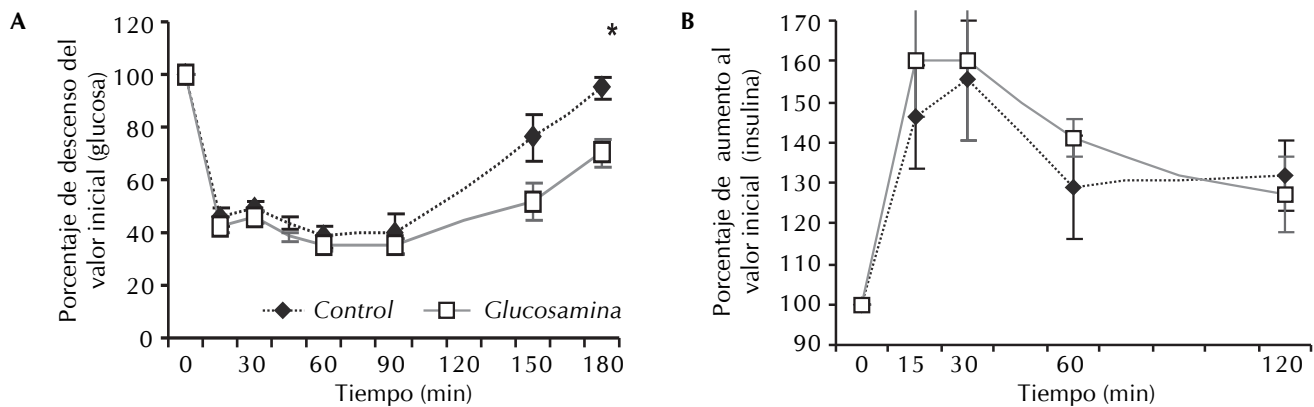 A
Porcentaje de descenso del
valor inicial (glucosa)
120
100
80
60
40
20
0
*
Control
Glucosamina
0 30 60 90 120 150 180
Tiempo (min)
B
Porcentaje de aumento al
valor inicial (insulina)
170
160
150
140
130
120
110
100
90
0 15 30 60 120
Tiempo (min)